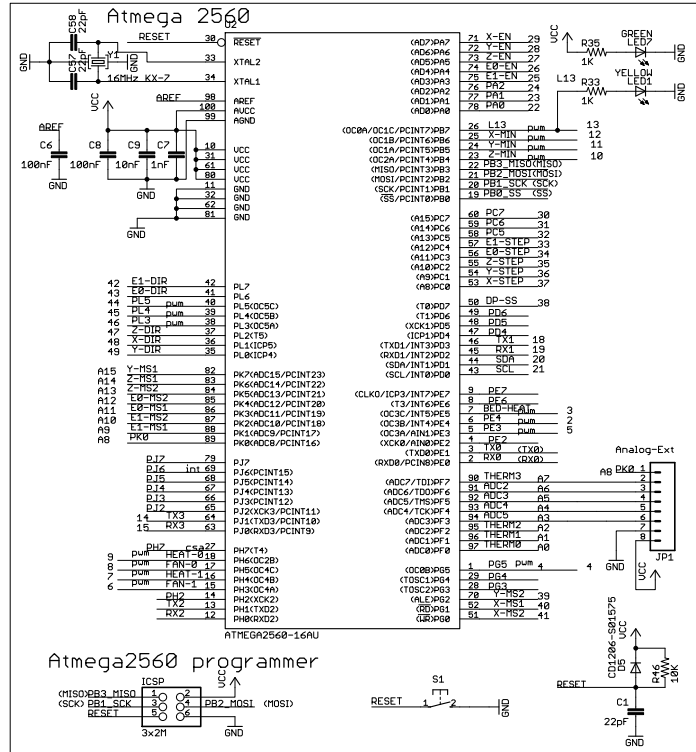 Atmega 2560
U2
C58
22pF
Y1
C57
22pF
GND
16MHz KX-7
RESET 30 RESET
33 XTAL2
34 XTAL1
AREF 98 AREF
100 AVCC
99 AGND
VCC
10 VCC
31 VCC
61 VCC
80 VCC
11 GND
32 GND
62 GND
81 GND
AREF
C6
100nF
GND
C8
100nF
C9
10nF
C7
1nF
GND
GND
42 E1-DIR 42 PL7
43 E0-DIR 41 PL6
44 PL5 pwm 40 PL5(OC5C)
45 PL4 pwm 39 PL4(OC5B)
46 PL3 pwm 38 PL3(OC5A)
47 Z-DIR 37 PL2(T5)
48 X-DIR 36 PL1(ICP5)
49 Y-DIR 35 PL0(ICP4)
A15 Y-MS1 82 PK7(ADC15/PCINT23)
A14 Z-MS1 83 PK6(ADC14/PCINT22)
A13 Z-MS2 84 PK5(ADC13/PCINT21)
A12 E0-MS2 85 PK4(ADC12/PCINT20)
A11 E0-MS1 86 PK3(ADC11/PCINT19)
A10 E1-MS2 87 PK2(ADC10/PCINT18)
A9 E1-MS1 88 PK1(ADC9/PCINT17)
A8 PK0 89 PK0(ADC8/PCINT16)
PJ7 79 PJ7
PJ6 int 69 PJ6(PCINT15)
PJ5 68 PJ5(PCINT14)
PJ4 67 PJ4(PCINT13)
PJ3 66 PJ3(PCINT12)
PJ2 65 PJ2(XCK3/PCINT11)
14 TX3 64 PJ1(TXD3/PCINT10)
15 RX3 63 PJ0(RXD3/PCINT9)
PH7 csa 27 PH7(T4)
9 pwm HEAT-0 18 PH6(OC2B)
8 pwm FAN-0 17 PH5(OC4C)
7 pwm HEAT-1 16 PH4(OC4B)
6 pwm FAN-1 15 PH3(OC4A)
PH2 14 PH2(XCK2)
TX2 13 PH1(TXD2)
RX2 12 PH0(RXD2)
ATMEGA2560-16AU
(AD7)PA7 71 X-EN 29
(AD6)PA6 72 Y-EN 28
(AD5)PA5 73 Z-EN 27
(AD4)PA4 74 E0-EN 26
(AD3)PA3 75 E1-EN 25
(AD2)PA2 76 PA2 24
(AD1)PA1 77 PA1 23
(AD0)PA0 78 PA0 22
(OC0A/OC1C/PCINT7)PB7 26 L13 pwm 13
(OC1B/PCINT6)PB6 25 X-MIN pwm 12
(OC1A/PCINT5)PB5 24 Y-MIN pwm 11
(OC2A/PCINT4)PB4 23 Z-MIN pwm 10
(MISO/PCINT3)PB3 22 PB3_MISO(MISO)
(MOSI/PCINT2)PB2 21 PB2_MOSI(MOSI)
(SCK/PCINT1)PB1 20 PB1_SCK (SCK)
(SS/PCINT0)PB0 19 PB0_SS (SS)
(A15)PC7 60 PC7 30
(A14)PC6 59 PC6 31
(A13)PC5 58 PC5 32
(A12)PC4 57 E1-STEP 33
(A11)PC3 56 E0-STEP 34
(A10)PC2 55 Z-STEP 35
(A9)PC1 54 Y-STEP 36
(A8)PC0 53 X-STEP 37
(T0)PD7 50 DP-SS 38
(T1)PD6 49 PD6
(XCK1)PD5 48 PD5
(ICP1)PD4 47 PD4
(TXD1/INT3)PD3 46 TX1 18
(RXD1/INT2)PD2 45 RX1 19
(SDA/INT1)PD1 44 SDA 20
(SCL/INT0)PD0 43 SCL 21
(CLKO/ICP3/INT7)PE7 9 PE7
(T3/INT6)PE6 8 PE6
(OC3C/INT5)PE5 7 BED-HEAT pwm 3
(OC3B/INT4)PE4 6 PE4 pwm 2
(OC3A/AIN1)PE3 5 PE3 pwm 5
(XCK0/AIN0)PE2 4 PE2
(TXD0)PE1 3 TX0 (TX0)
(RXD0/PCIN8)PE0 2 RX0 (RX0)
(ADC7/TDI)PF7 90 THERM3 A7
(ADC6/TDO)PF6 91 ADC2 A6
(ADC5/TMS)PF5 92 ADC3 A5
(ADC4/TCK)PF4 93 ADC4 A4
(ADC3)PF3 94 ADC5 A3
(ADC2)PF2 95 THERM2 A2
(ADC1)PF1 96 THERM1 A1
(ADC0)PF0 97 THERM0 A0
(OC0B)PG5 1 PG5 pwm 4 4
(TOSC1)PG4 29 PG4
(TOSC2)PG3 28 PG3
(ALE)PG2 70 Y-MS2 39
(RD)PG1 52 X-MS1 40
(WR)PG0 51 X-MS2 41
VCC
R35
1K
GREEN
LED7
GND
L13
R33
1K
YELLOW
LED1
GND
Analog-Ext
A8 PK0 1
2
3
4
5
6
7
8
GND
VCC
JP1
Atmega2560 programmer
ICSP
(MISO)PB3_MISO 1 2 VCC
(SCK) PB1_SCK 3 4 PB2_MOSI (MOSI)
RESET 5 6 GND
3x2M
S1
RESET 1 2 GND
CD1206-S01575
D5
VCC
R46
10K
RESET
C1
22pF
GND